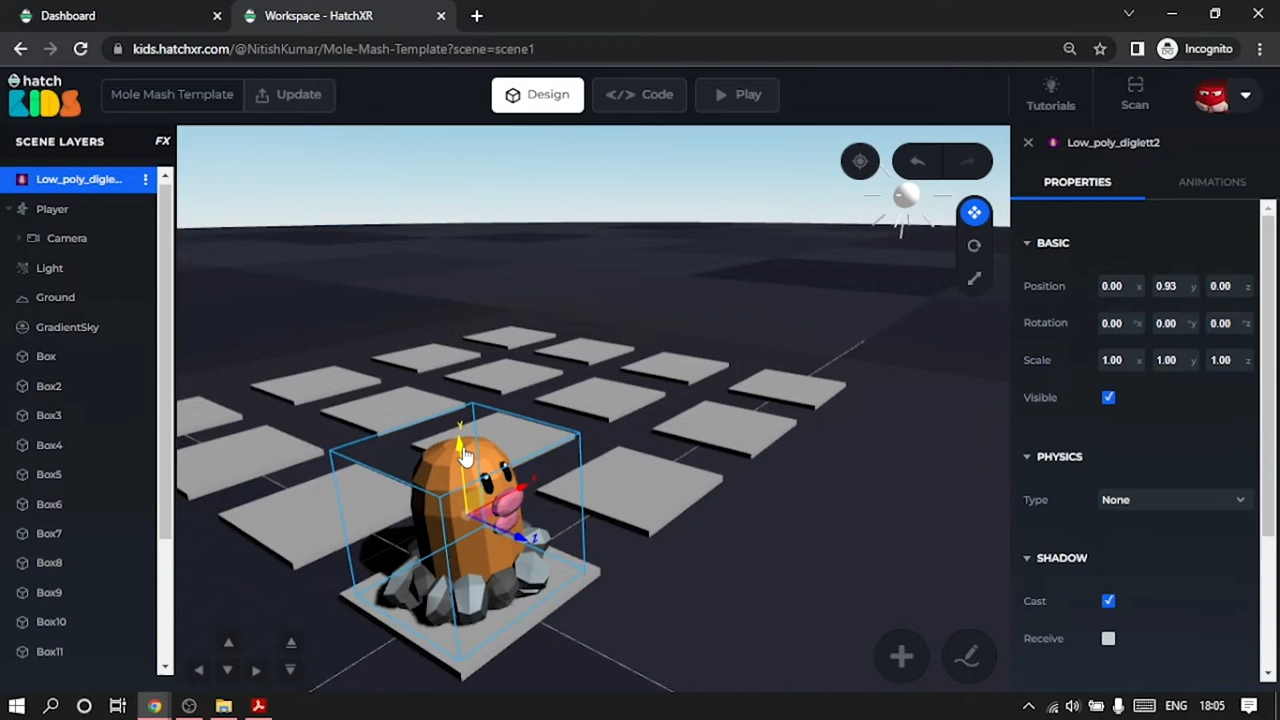 Dashboard
Workspace - HatchXR
kids.hatchxr.com/@NitishKumar/Mole-Mash-Template?scene=scene1
Incognito
hatch
KIDS
Mole Mash Template
Update
Design
</> Code
Play
Tutorials
Scan
SCENE LAYERS
FX
Low_poly_digle...
Player
Camera
Light
Ground
GradientSky
Box
Box2
Box3
Box4
Box5
Box6
Box7
Box8
Box9
Box10
Box11
Y
X
Z
Low_poly_diglett2
PROPERTIES
ANIMATIONS
BASIC
Position 0.00 x 0.93 y 0.00 z
Rotation 0.00 °x 0.00 °y 0.00 °z
Scale 1.00 x 1.00 y 1.00 z
Visible
PHYSICS
Type None
SHADOW
Cast
Receive
ENG 18:05